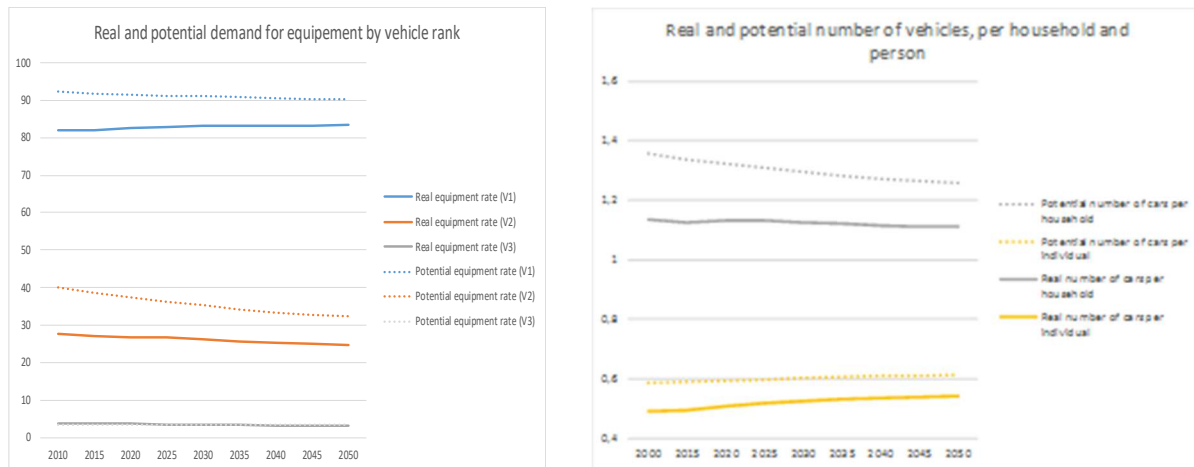 Real and potential demand for equipement by vehicle rank
100
90
80
70
60
50
40
30
20
10
0
2010 2015 2020 2025 2030 2035 2040 2045 2050
Real equipment rate (V1)
Real equipment rate (V2)
Real equipment rate (V3)
Potential equipment rate (V1)
Potential equipment rate (V2)
Potential equipment rate (V3)
Real and potential number of vehicles, per household and
person
1,6
1,4
1,2
1
0,8
0,6
0,4
2000 2015 2020 2025 2030 2035 2040 2045 2050
Potential number of cars per
household
Potential number of cars per
individual
Real number of cars per
household
Real number of cars per
individual